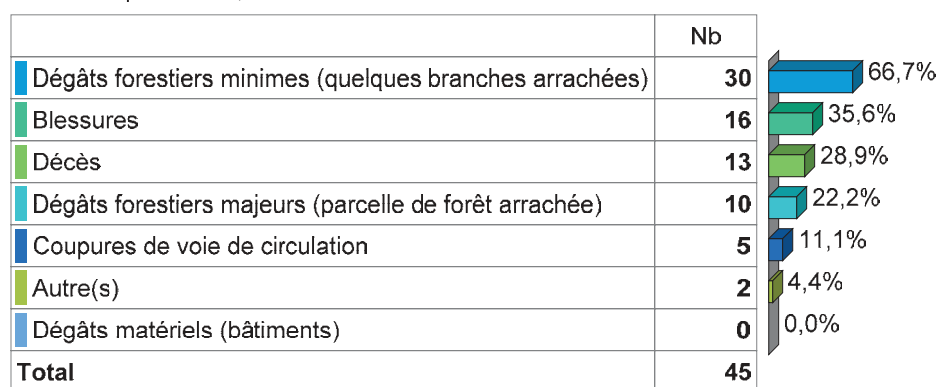 Nb
Dégâts forestiers minimes (quelques branches arrachées) 30 66,7%
Blessures 16 35,6%
Décès 13 28,9%
Dégâts forestiers majeurs (parcelle de forêt arrachée) 10 22,2%
Coupures de voie de circulation 5 11,1%
Autre(s) 2 4,4%
Dégâts matériels (bâtiments) 0 0,0%
Total 45